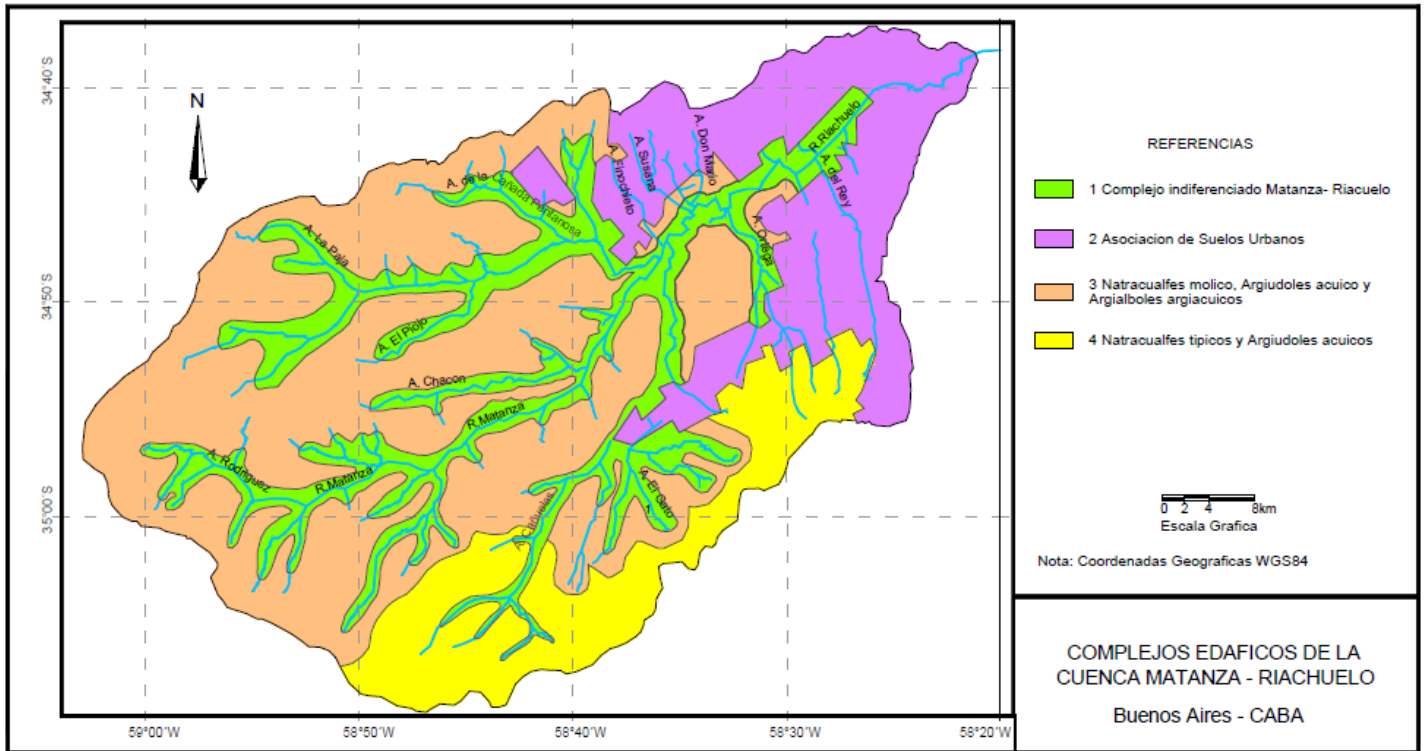 34°40'S
34°50'S
35°00'S
59°00'W
58°50'W
58°40'W
58°30'W
58°20'W
N
A. de la Cañada Pantanosa
A. Finochieto
A. Susana
A. Don Mario
R.Riachuelo
A. del Rey
A. Ortega
A. La Paja
A. El Piojo
A. Chacon
R.Matanza
A. Rodriguez
R.Matanza
A. Cañuelas
A. El Gato
1
REFERENCIAS
1 Complejo indiferenciado Matanza- Riacuelo
2 Asociacion de Suelos Urbanos
3 Natracualfes molico, Argiudoles acuico y
Argialboles argiacuicos
4 Natracualfes tipicos y Argiudoles acuicos
0 2 4 8km
Escala Grafica
Nota: Coordenadas Geograficas WGS84
COMPLEJOS EDAFICOS DE LA
CUENCA MATANZA - RIACHUELO
Buenos Aires - CABA